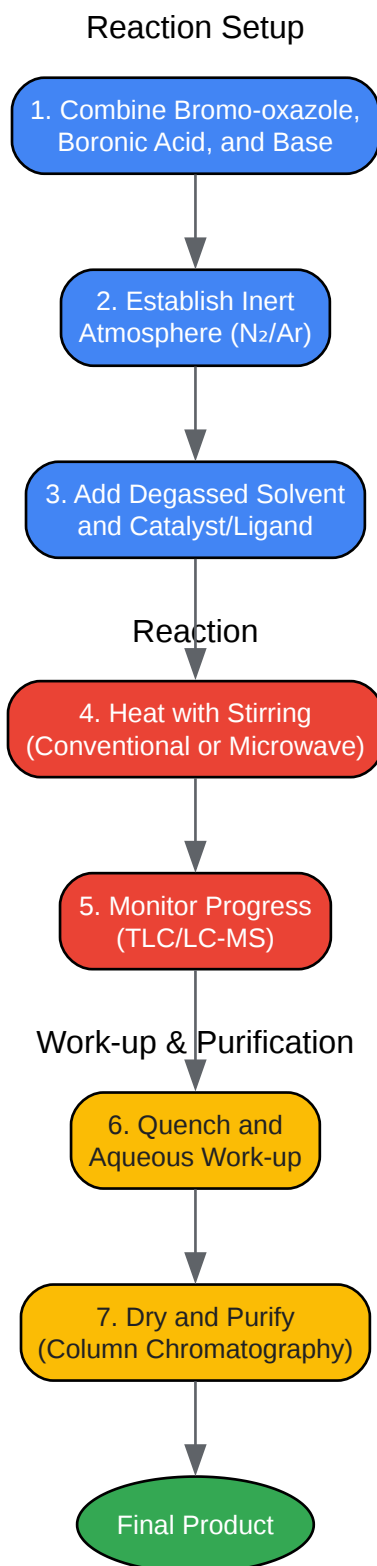 Reaction Setup
1. Combine Bromo-oxazole,
Boronic Acid, and Base
2. Establish Inert
Atmosphere (N₂/Ar)
3. Add Degassed Solvent
and Catalyst/Ligand
Reaction
4. Heat with Stirring
(Conventional or Microwave)
5. Monitor Progress
(TLC/LC-MS)
Work-up & Purification
6. Quench and
Aqueous Work-up
7. Dry and Purify
(Column Chromatography)
Final Product